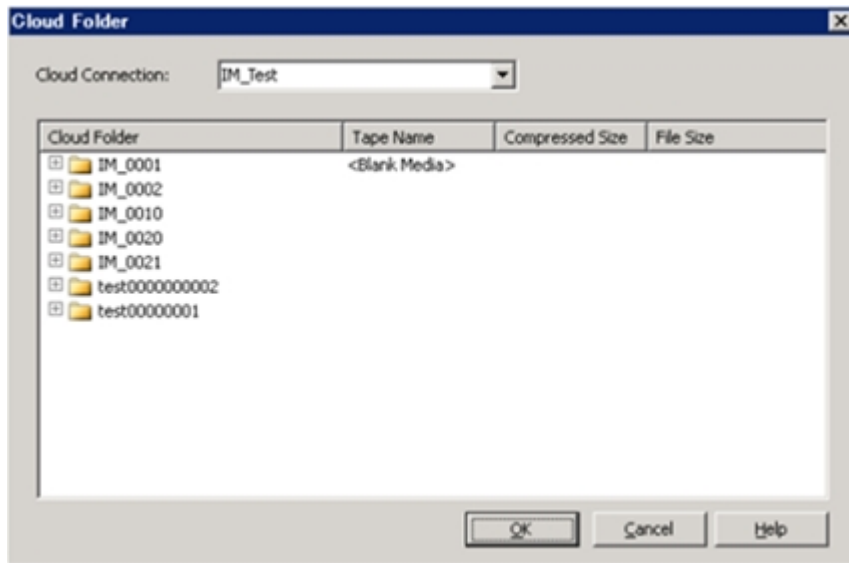 Cloud Folder
Cloud Connection: IM_Test
Cloud Folder Tape Name Compressed Size File Size
IM_0001 <Blank Media>
IM_0002
IM_0010
IM_0020
IM_0021
test0000000002
test00000001
OK Cancel Help